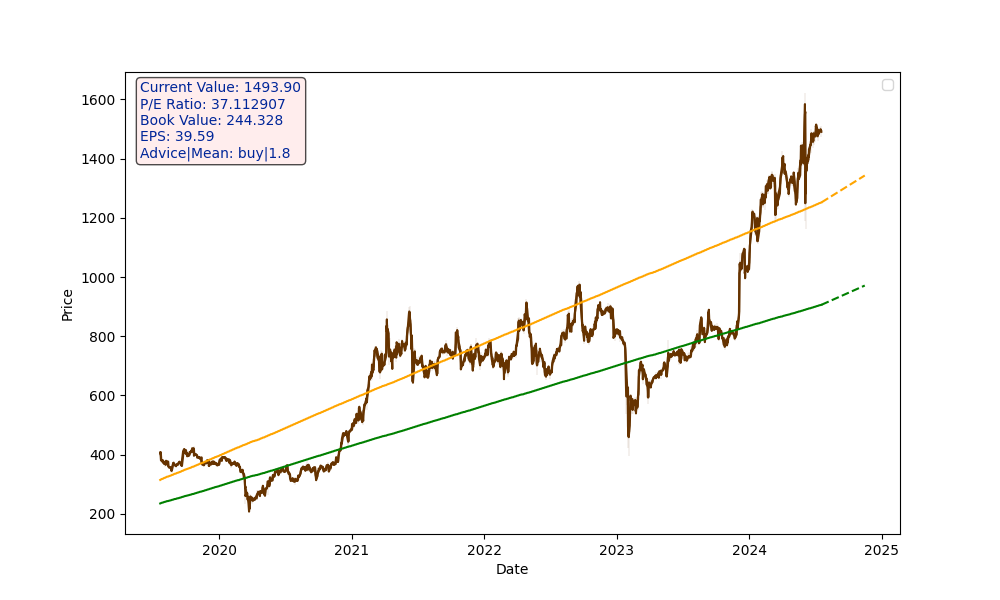 Current Value: 1493.90
P/E Ratio: 37.112907
Book Value: 244.328
EPS: 39.59
Advice|Mean: buy|1.8
1600
1400
1200
1000
800
600
400
200
Price
2020 2021 2022 2023 2024 2025
Date